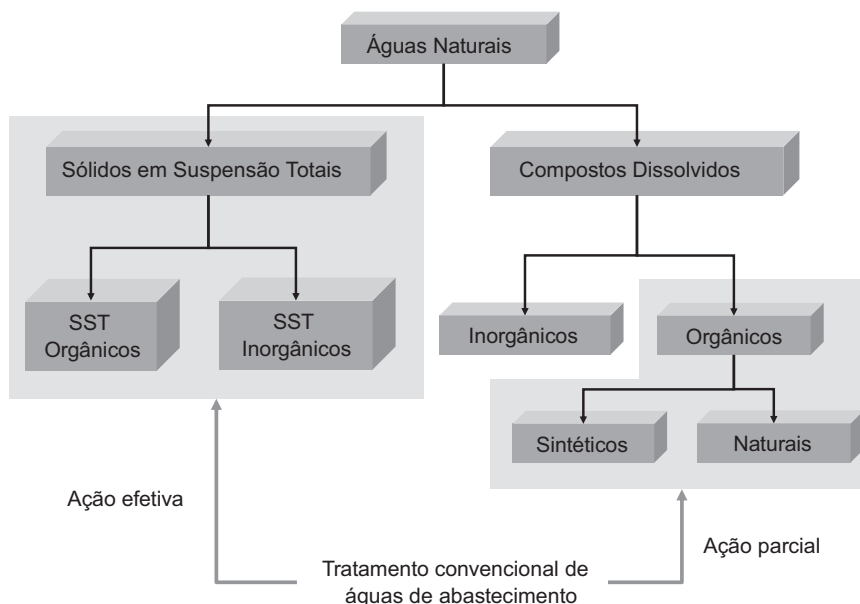 Águas Naturais
Sólidos em Suspensão Totais
Compostos Dissolvidos
SST
Orgânicos
SST
Inorgânicos
Inorgânicos
Orgânicos
Sintéticos
Naturais
Ação efetiva
Ação parcial
Tratamento convencional de
águas de abastecimento